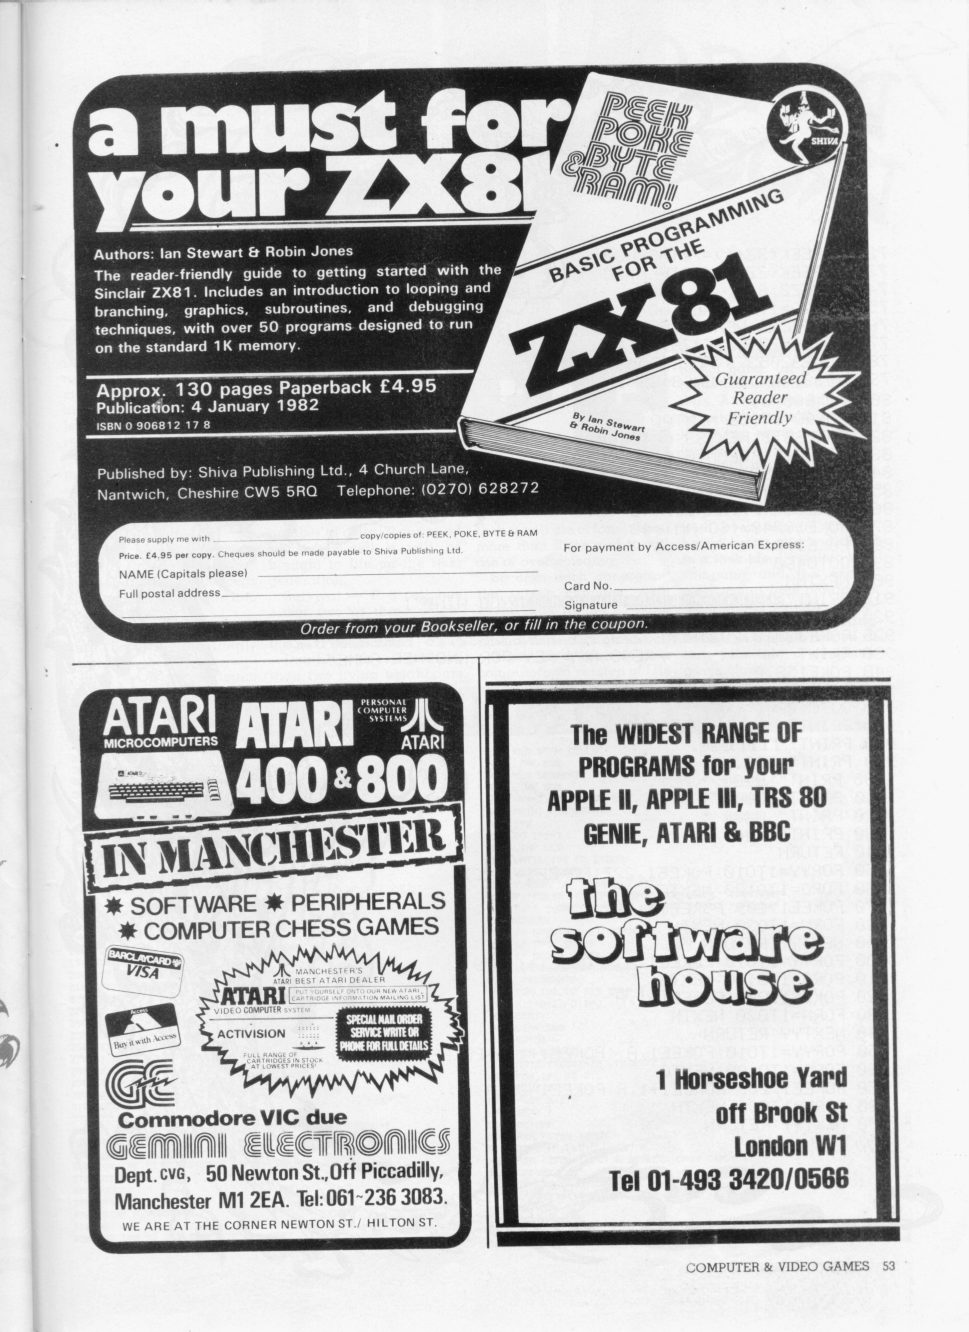 a must for
your ZX81
PEEK
POKE
BYTE
& RAM!
SHIVA
BASIC PROGRAMMING
FOR THE
ZX81
Guaranteed
Reader
Friendly
By Ian Stewart
& Robin Jones
Authors: Ian Stewart & Robin Jones
The reader-friendly guide to getting started with the
Sinclair ZX81. Includes an introduction to looping and
branching, graphics, subroutines, and debugging
techniques, with over 50 programs designed to run
on the standard 1K memory.
Approx. 130 pages Paperback £4.95
Publication: 4 January 1982
ISBN 0 906812 17 8
Published by: Shiva Publishing Ltd., 4 Church Lane,
Nantwich, Cheshire CW5 5RQ Telephone: (0270) 628272
Please supply me with copy/copies of: PEEK, POKE, BYTE & RAM
Price. £4.95 per copy. Cheques should be made payable to Shiva Publishing Ltd.
NAME (Capitals please)
Full postal address
For payment by Access/American Express:
Card No.
Signature
Order from your Bookseller, or fill in the coupon.
ATARI
MICROCOMPUTERS
ATARI
PERSONAL
COMPUTER
SYSTEMS
ATARI
400 & 800
IN MANCHESTER
SOFTWARE PERIPHERALS
COMPUTER CHESS GAMES
BARCLAYCARD
VISA
Access
Buy it with Access
MANCHESTER'S
ATARI BEST ATARI DEALER
ATARI
PUT YOURSELF ONTO OUR NEW ATARI
CARTRIDGE INFORMATION MAILING LIST
VIDEO COMPUTER SYSTEM
ACTIVISION
SPECIAL MAIL ORDER
SERVICE WRITE OR
PHONE FOR FULL DETAILS
FULL RANGE OF
CARTRIDGES IN STOCK
AT LOWEST PRICES!
GE
Commodore VIC due
GEMINI ELECTRONICS
Dept. CVG, 50 Newton St., Off Piccadilly,
Manchester M1 2EA. Tel: 061-236 3083.
WE ARE AT THE CORNER NEWTON ST./ HILTON ST.
The WIDEST RANGE OF
PROGRAMS for your
APPLE II, APPLE III, TRS 80
GENIE, ATARI & BBC
the
software
house
1 Horseshoe Yard
off Brook St
London W1
Tel 01-493 3420/0566
COMPUTER & VIDEO GAMES 53